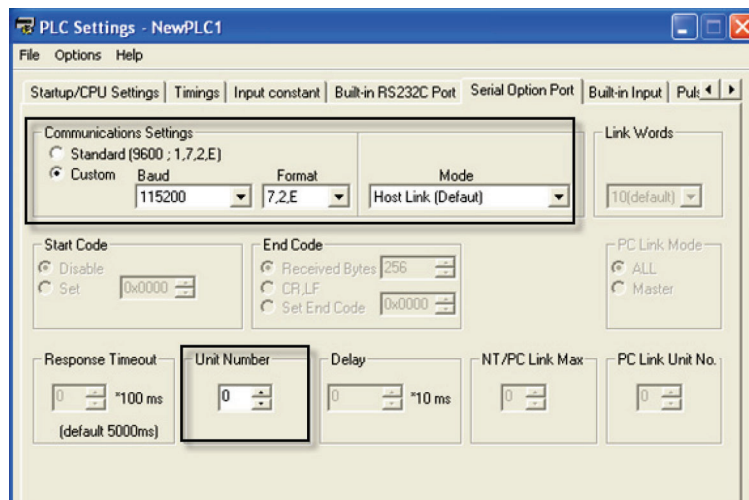 PLC Settings - NewPLC1
File Options Help
Startup/CPU Settings Timings Input constant Built-in RS232C Port Serial Option Port Built-in Input
Communications Settings
Standard (9600 ; 1,7,2,E)
Custom Baud Format Mode
115200 7,2,E Host Link (Defaut)
Link Words
10(default)
Start Code
Disable
Set 0x0000
End Code
Received Bytes 256
CR,LF
Set End Code 0x0000
PC Link Mode
ALL
Master
Response Timeout
0 *100 ms
(default 5000ms)
Unit Number
0
Delay
0 *10 ms
NT/PC Link Max
0
PC Link Unit No.
0